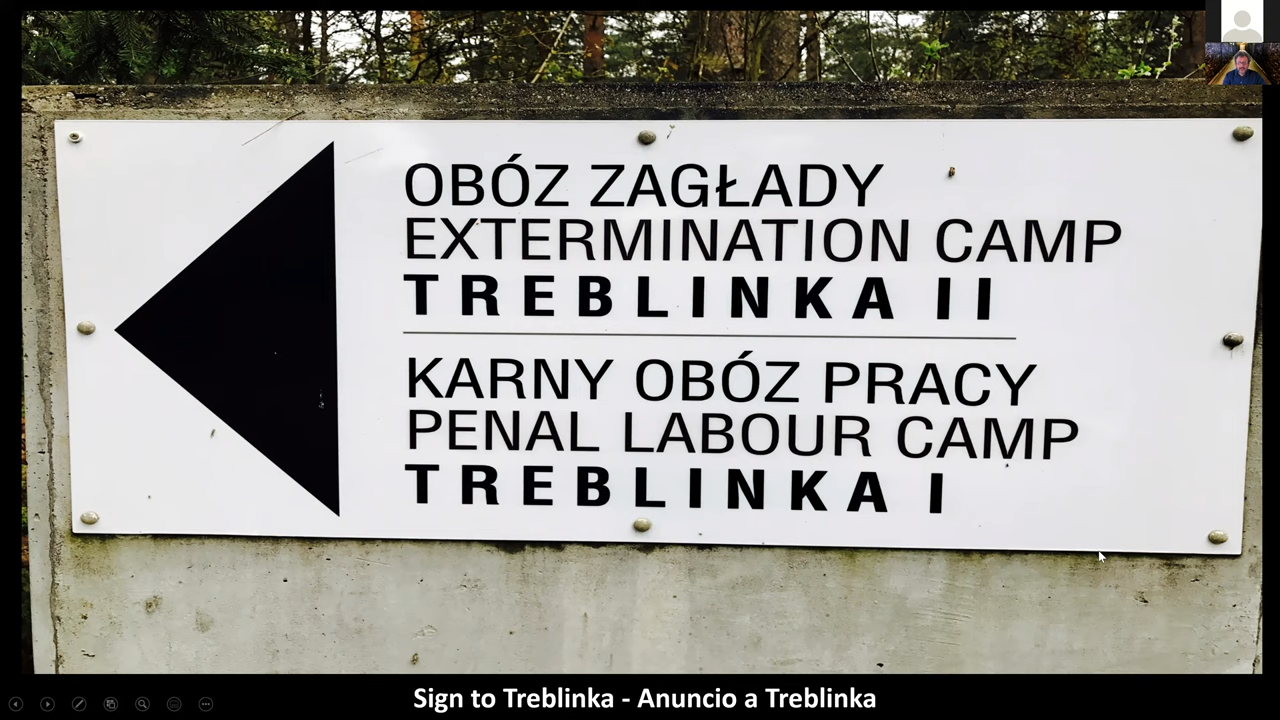 OBÓZ ZAGŁADY
EXTERMINATION CAMP
TREBLINKA II
KARNY OBÓZ PRACY
PENAL LABOUR CAMP
TREBLINKA I
Sign to Treblinka - Anuncio a Treblinka